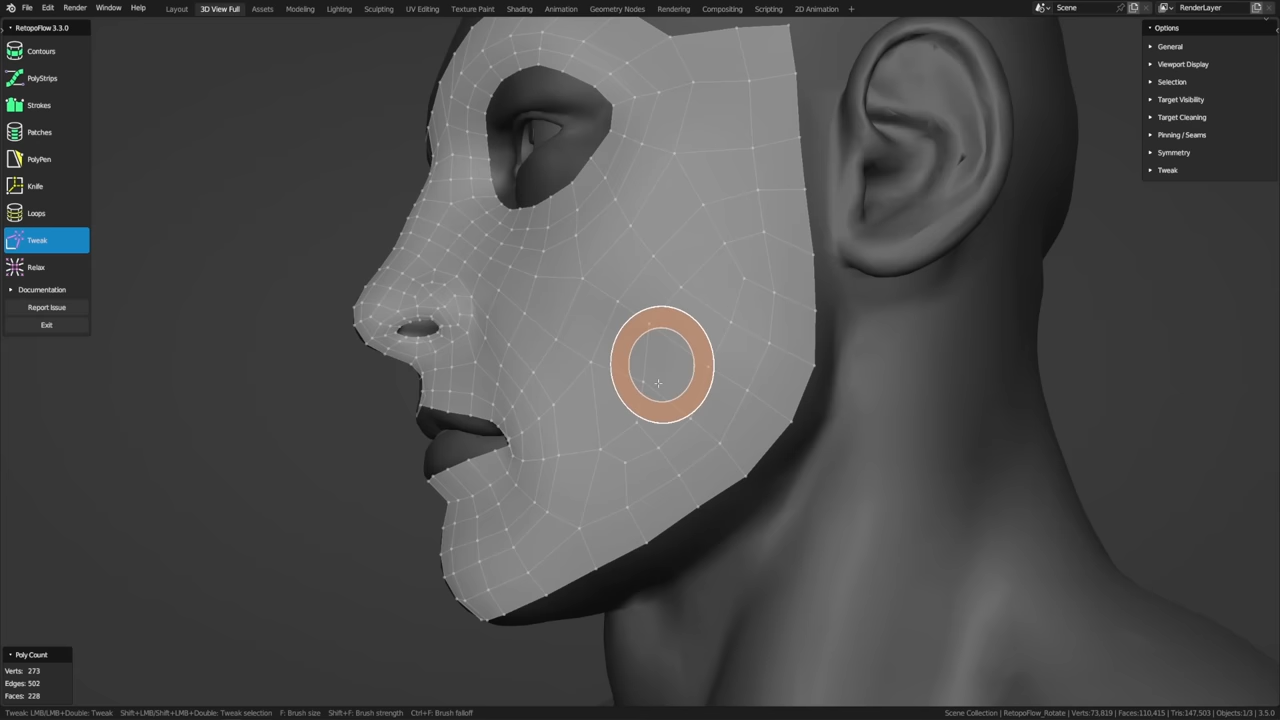 File Edit Render Window Help Layout 3D View Full Assets Modeling Lighting Sculpting UV Editing Texture Paint Shading Animation Geometry Nodes Rendering Compositing Scripting 2D Animation + Scene RenderLayer
RetopoFlow 3.3.0
Contours
PolyStrips
Strokes
Patches
PolyPen
Knife
Loops
Tweak
Relax
Documentation
Report Issue
Exit
Options
General
Viewport Display
Selection
Target Visibility
Target Cleaning
Pinning / Seams
Symmetry
Tweak
Poly Count
Verts: 273
Edges: 502
Faces: 228
Tweak: LMB/LMB+Double: Tweak Shift+LMB/Shift+LMB+Double: Tweak selection F: Brush size Shift+F: Brush strength Ctrl+F: Brush falloff Scene Collection | RetopoFlow_Rotate | Verts:73,819 | Faces:110,415 | Tris:147,503 | Objects:1/3 | 3.5.0